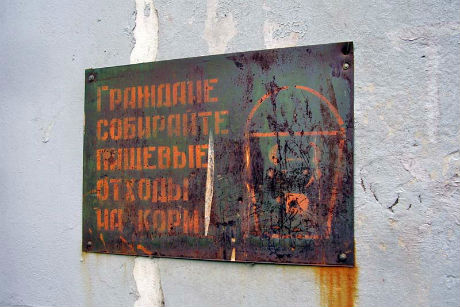 Граждане
собирайте
пищевые
отходы
на корм